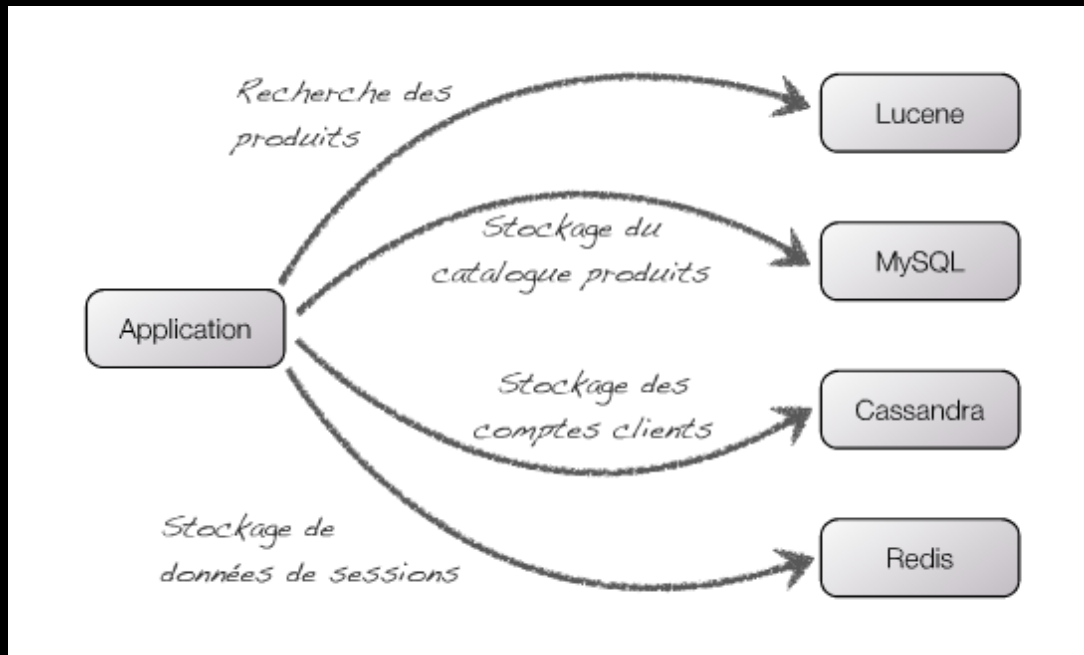 Recherche des
produits
Lucene
Stockage du
catalogue produits
MySQL
Application
Stockage des
comptes clients
Cassandra
Stockage de
données de sessions
Redis